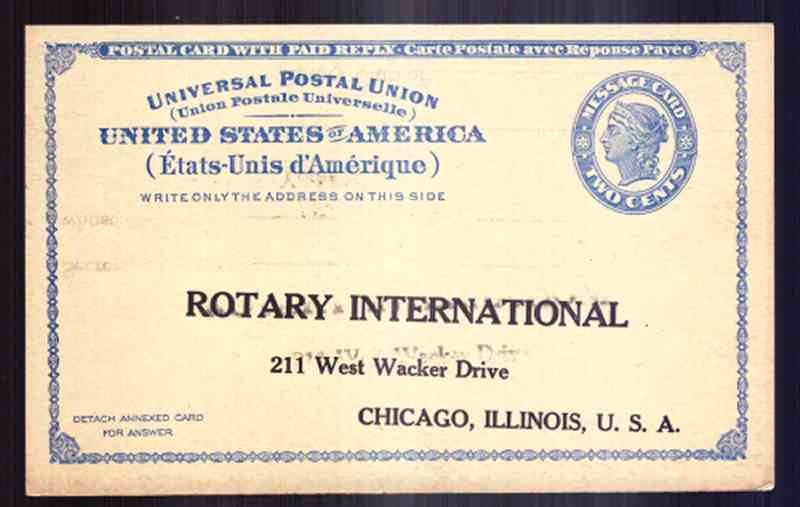 POSTAL CARD WITH PAID REPLY - Carte Postale avec Réponse Payée
UNIVERSAL POSTAL UNION
(Union Postale Universelle)
UNITED STATES OF AMERICA
(États-Unis d'Amérique)
WRITE ONLY THE ADDRESS ON THIS SIDE
MESSAGE CARD
TWO CENTS
ROTARY INTERNATIONAL
211 West Wacker Drive
CHICAGO, ILLINOIS, U. S. A.
DETACH ANNEXED CARD
FOR ANSWER